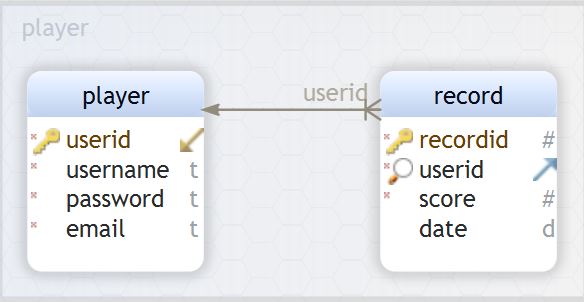 player
userid
player
userid
username t
password t
email t
record
recordid #
userid
score #
date d